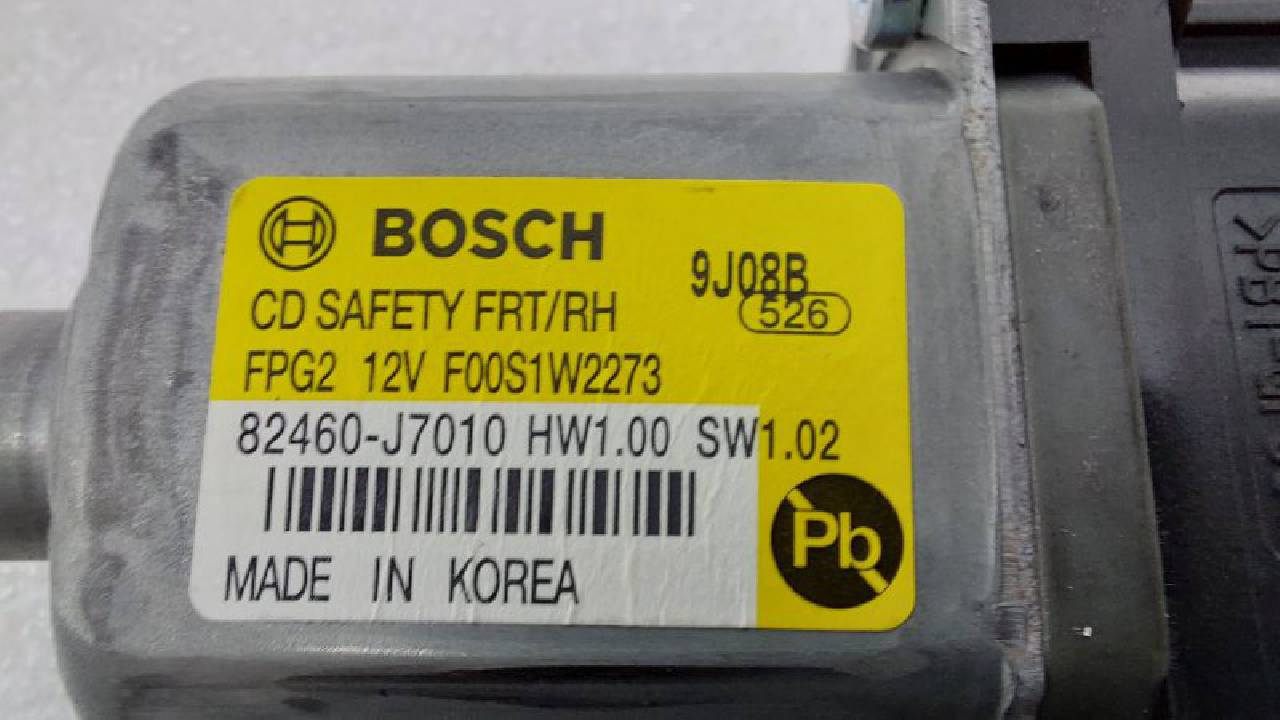 BOSCH
9J08B
526
CD SAFETY FRT/RH
FPG2 12V F00S1W2273
82460-J7010 HW1.00 SW1.02
Pb
MADE IN KOREA